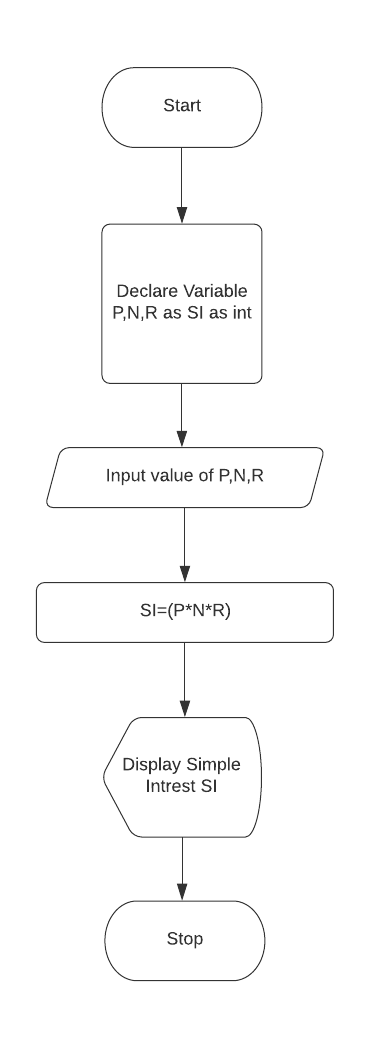 Start
Declare Variable
P,N,R as SI as int
Input value of P,N,R
SI=(P*N*R)
Display Simple
Intrest SI
Stop